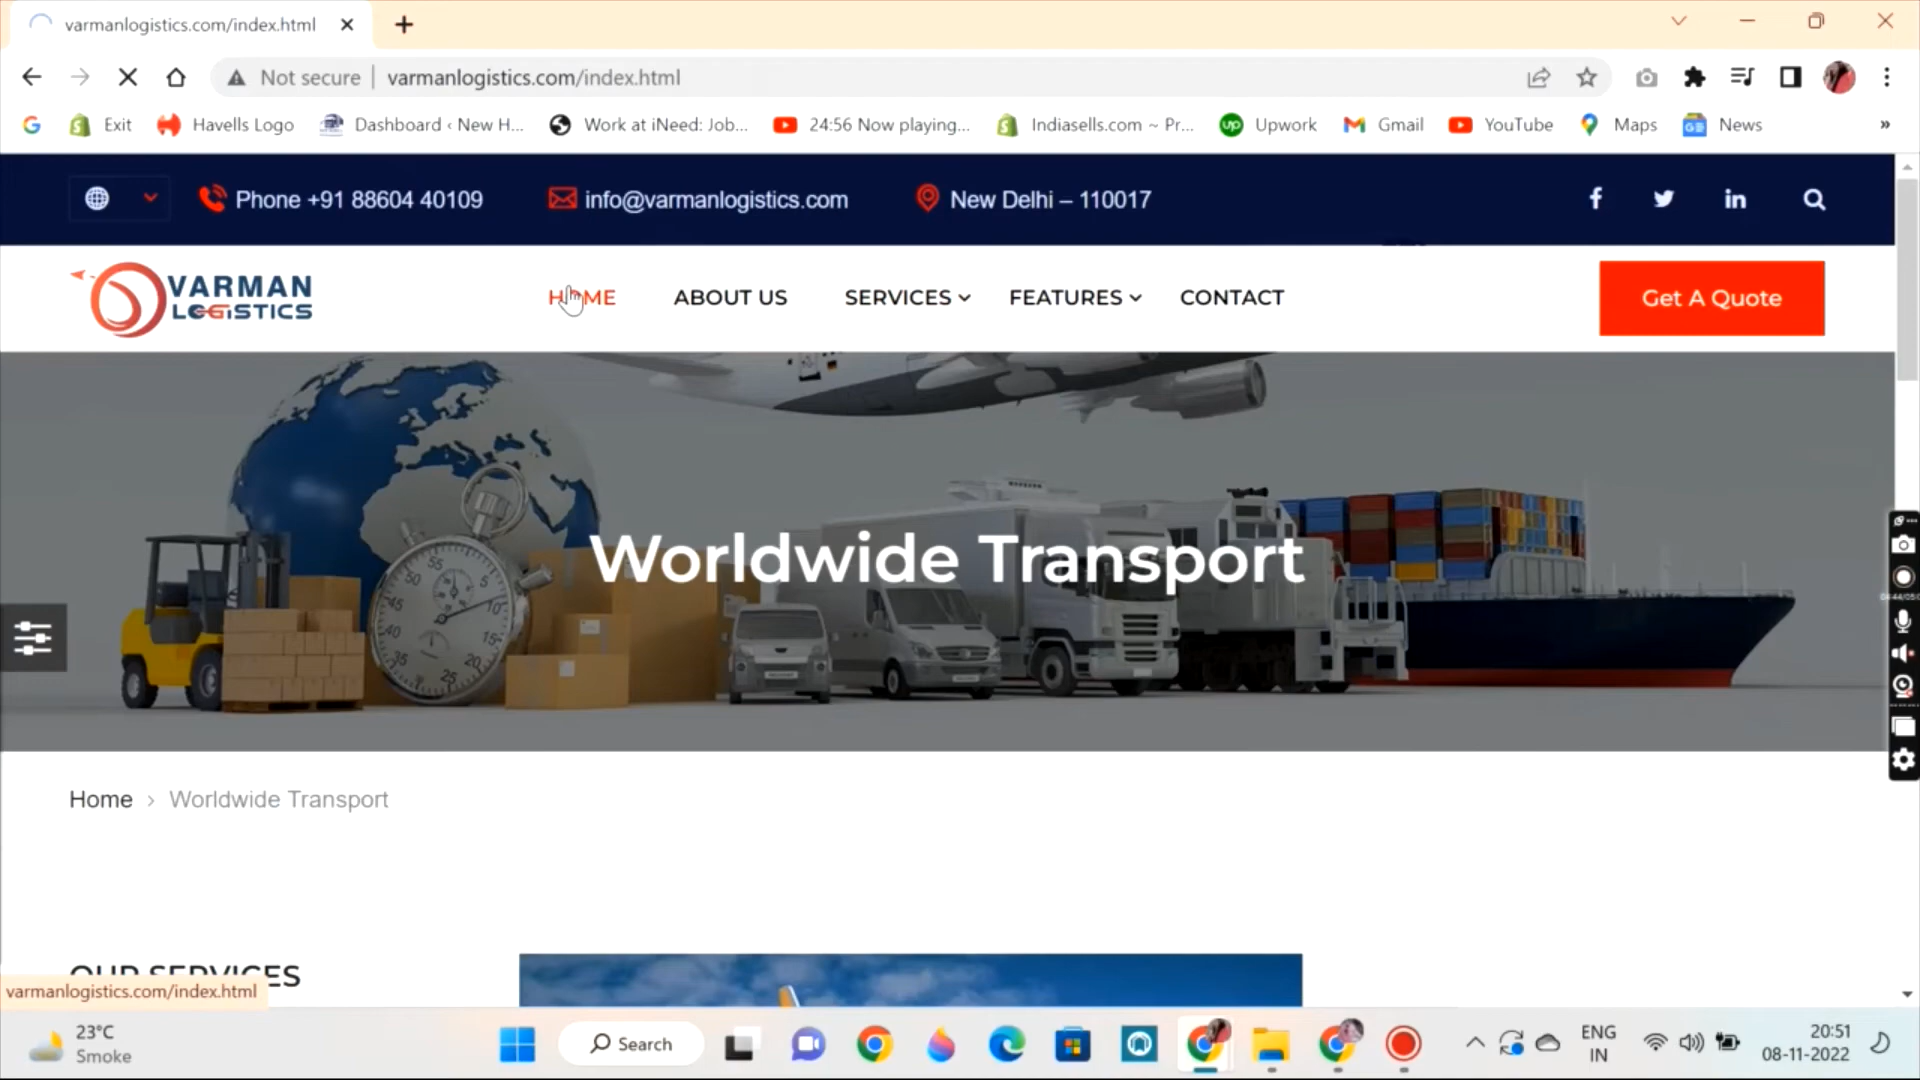 varmanlogistics.com/index.html
Not secure varmanlogistics.com/index.html
Exit Havells Logo Dashboard ‹ New H... Work at iNeed: Job... 24:56 Now playing... Indiasells.com ~ Pr... Upwork Gmail YouTube Maps News »
Phone +91 88604 40109 info@varmanlogistics.com New Delhi – 110017
VARMAN
LOGISTICS
HOME ABOUT US SERVICES FEATURES CONTACT
Get A Quote
Worldwide Transport
Home › Worldwide Transport
OUR SERVICES
varmanlogistics.com/index.html
23°C
Smoke
Search
ENG
IN
20:51
08-11-2022